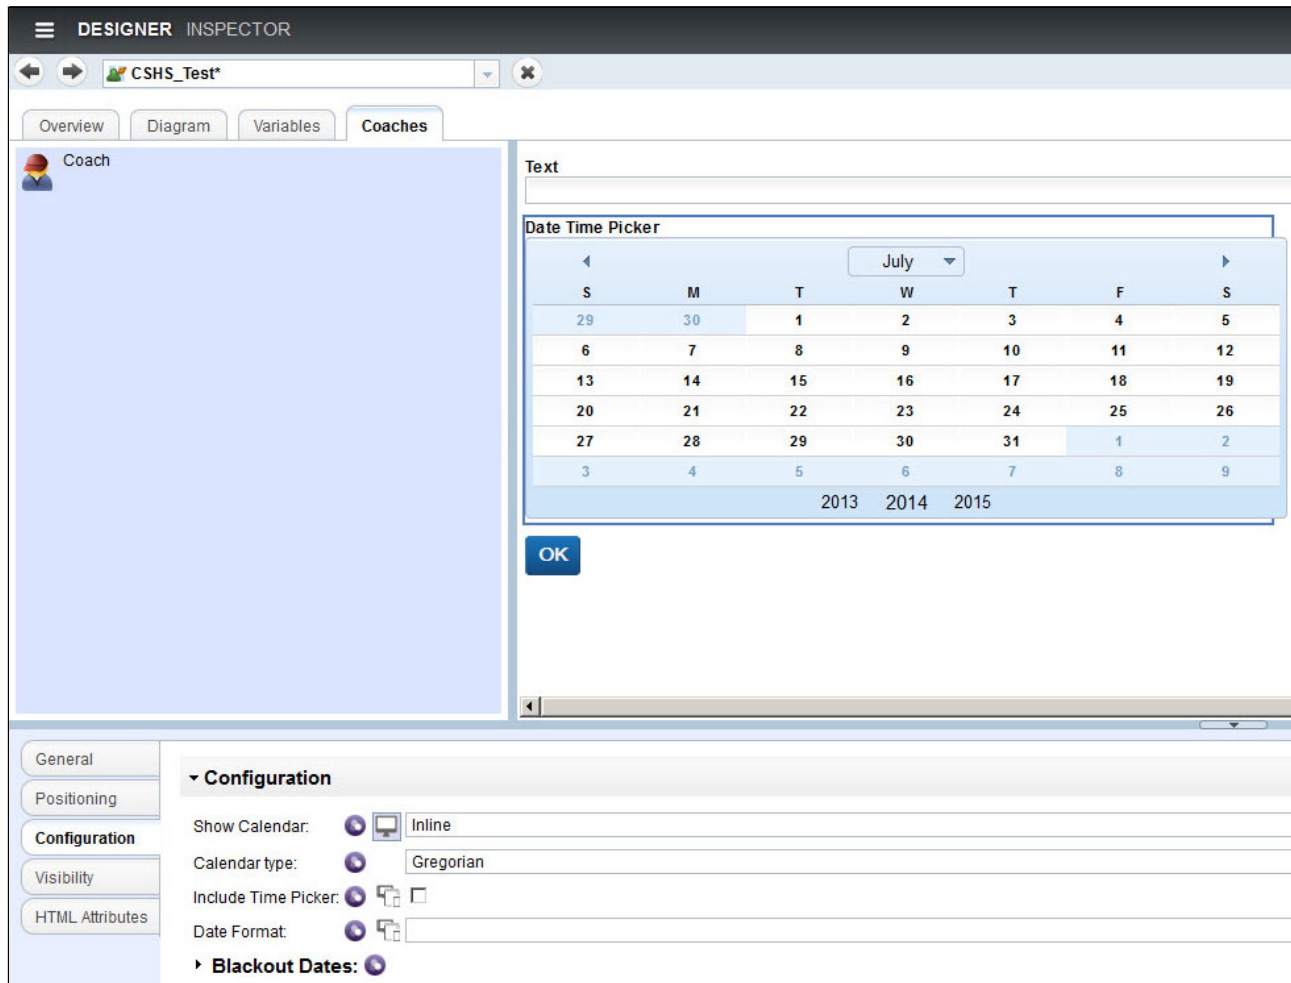 DESIGNER INSPECTOR
CSHS_Test*
Overview Diagram Variables Coaches
Coach
Text
Date Time Picker
July
S M T W T F S
29 30 1 2 3 4 5
6 7 8 9 10 11 12
13 14 15 16 17 18 19
20 21 22 23 24 25 26
27 28 29 30 31 1 2
3 4 5 6 7 8 9
2013 2014 2015
OK
General
Positioning
Configuration
Visibility
HTML Attributes
Configuration
Show Calendar: Inline
Calendar type: Gregorian
Include Time Picker:
Date Format:
Blackout Dates: